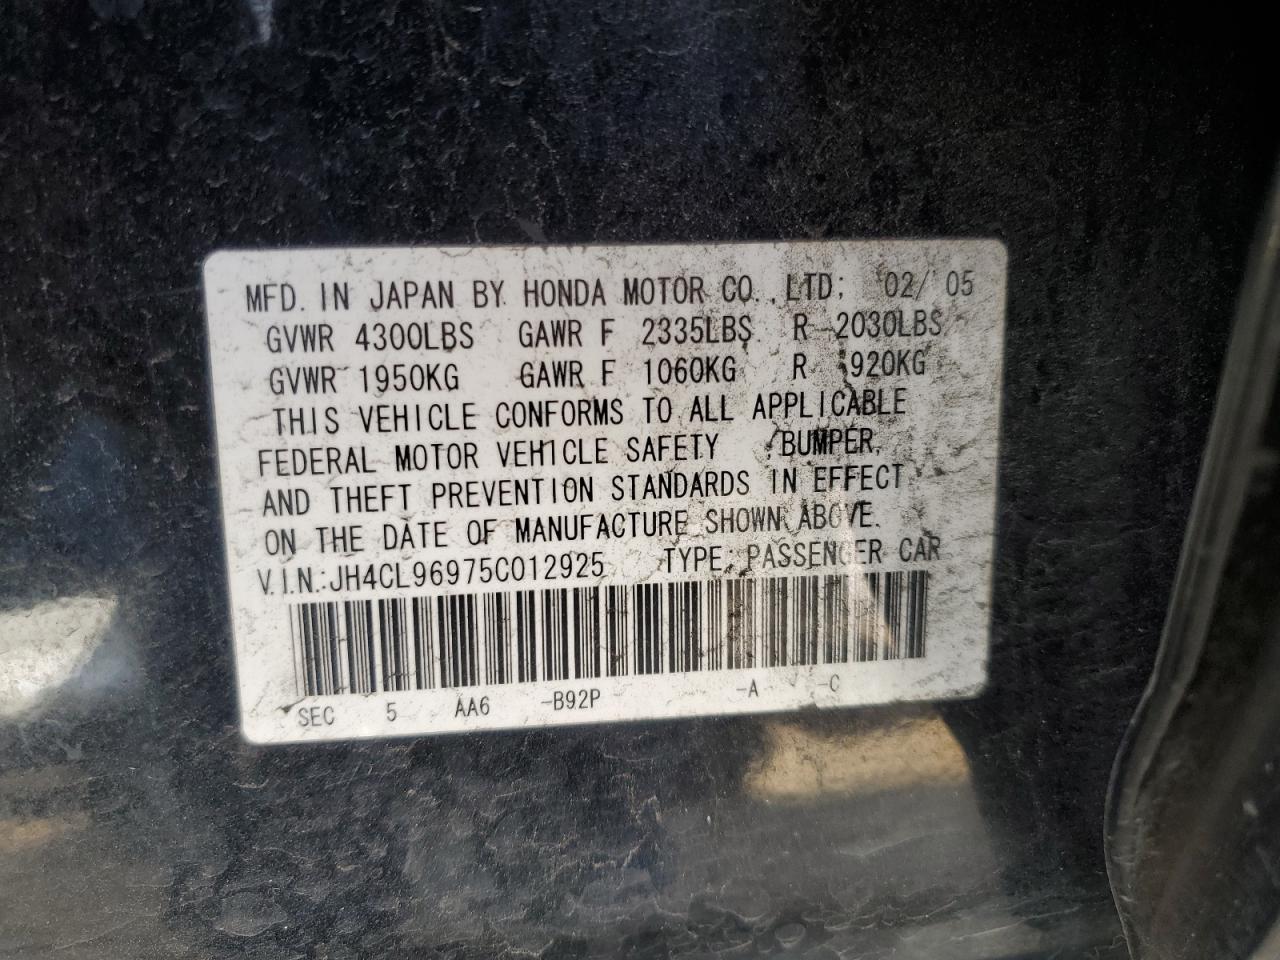 MFD. IN JAPAN BY HONDA MOTOR CO., LTD; 02/ 05
GVWR 4300LBS GAWR F 2335LBS R 2030LBS
GVWR 1950KG GAWR F 1060KG R 920KG
THIS VEHICLE CONFORMS TO ALL APPLICABLE
FEDERAL MOTOR VEHICLE SAFETY , BUMPER,
AND THEFT PREVENTION STANDARDS IN EFFECT
ON THE DATE OF MANUFACTURE SHOWN ABOVE.
V.I.N.:JH4CL96975C012925 TYPE; PASSENGER CAR
SEC 5 AA6 -B92P -A -C